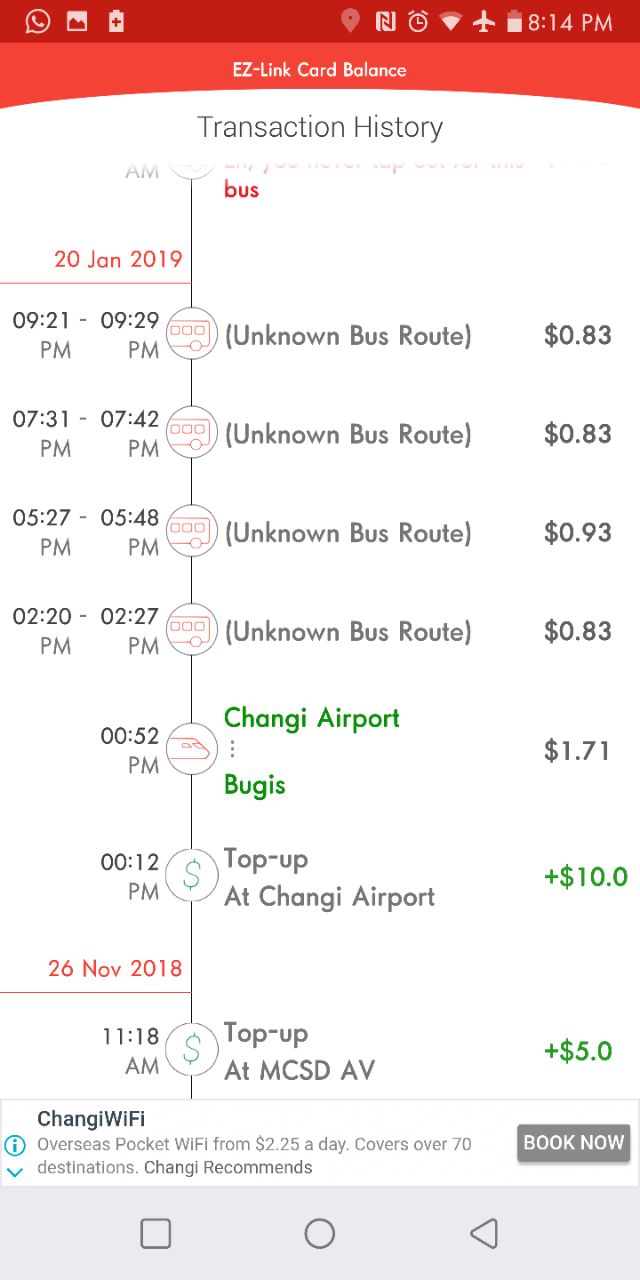 8:14 PM
EZ-Link Card Balance
Transaction History
AM
bus
20 Jan 2019
09:21 - 09:29 (Unknown Bus Route) $0.83
PM PM
07:31 - 07:42 (Unknown Bus Route) $0.83
PM PM
05:27 - 05:48 (Unknown Bus Route) $0.93
PM PM
02:20 - 02:27 (Unknown Bus Route) $0.83
PM PM
Changi Airport
00:52 PM $1.71
Bugis
00:12 Top-up +$10.0
PM At Changi Airport
26 Nov 2018
11:18 Top-up +$5.0
AM At MCSD AV
ChangiWiFi
Overseas Pocket WiFi from $2.25 a day. Covers over 70
destinations. Changi Recommends
BOOK NOW